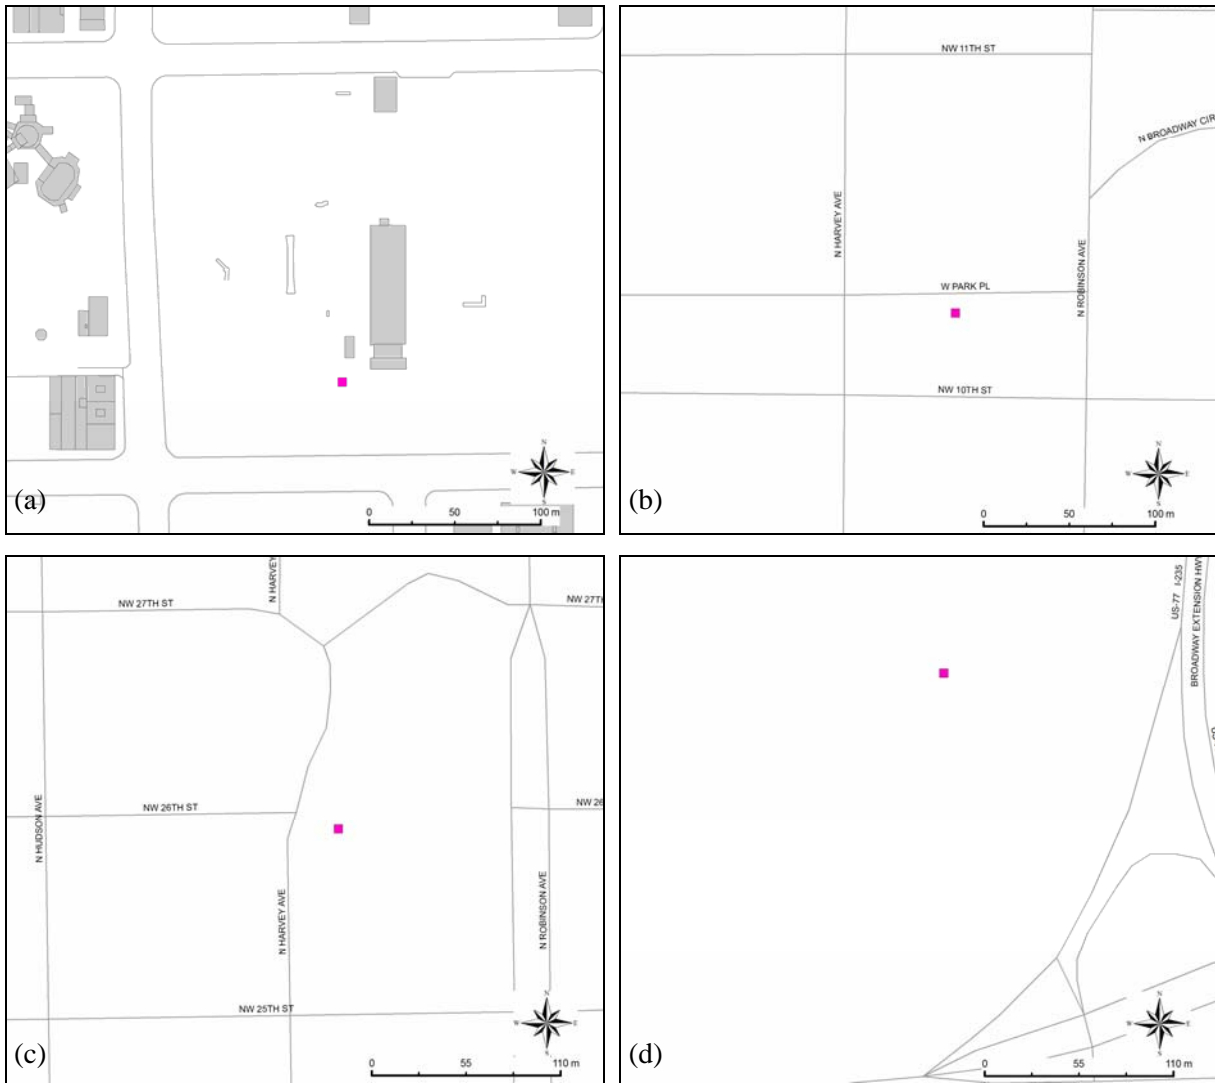 N
W
E
S
(a)
0
50
100 m
NW 11TH ST
N BROADWAY CIR
N HARVEY AVE
N ROBINSON AVE
W PARK PL
NW 10TH ST
N
W
E
S
(b)
0
50
100 m
N HARVEY
NW 27TH ST
NW 27TH
N HUDSON AVE
NW 26TH ST
NW 26
N HARVEY AVE
N ROBINSON AVE
NW 25TH ST
N
W
E
S
(c)
0
55
110 m
US-77 I-235
BROADWAY EXTENSION HWY
N
W
E
S
(d)
0
55
110 m